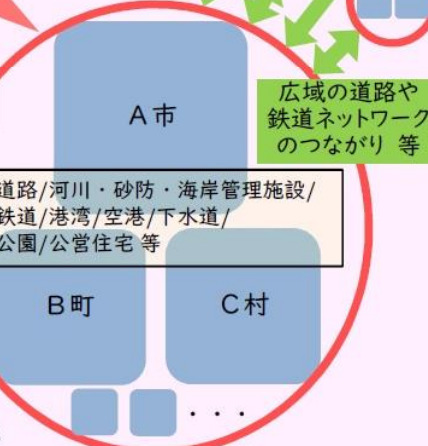 A市
広域の道路や
鉄道ネットワーク
のつながり 等
道路/河川・砂防・海岸管理施設/
鉄道/港湾/空港/下水道/
公園/公営住宅 等
B町
C村
・・・